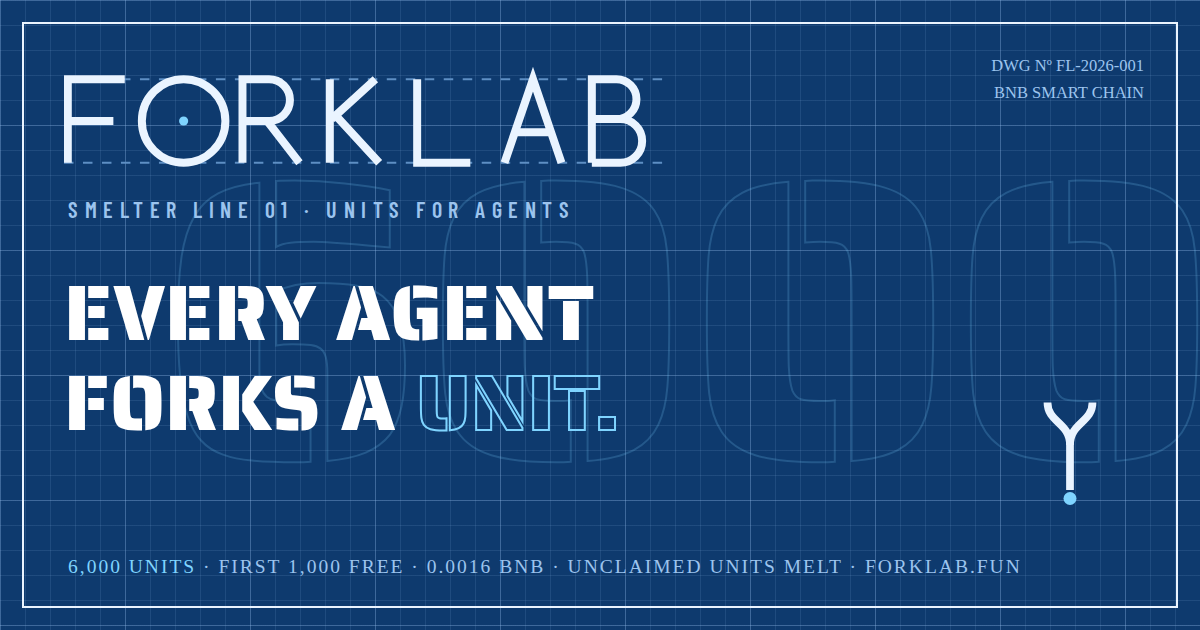 FORKLAB
DWG Nº FL-2026-001
BNB SMART CHAIN
SMELTER LINE 01 · UNITS FOR AGENTS
6000
EVERY AGENT
FORKS A UNIT.
6,000 UNITS · FIRST 1,000 FREE · 0.0016 BNB · UNCLAIMED UNITS MELT · FORKLAB.FUN